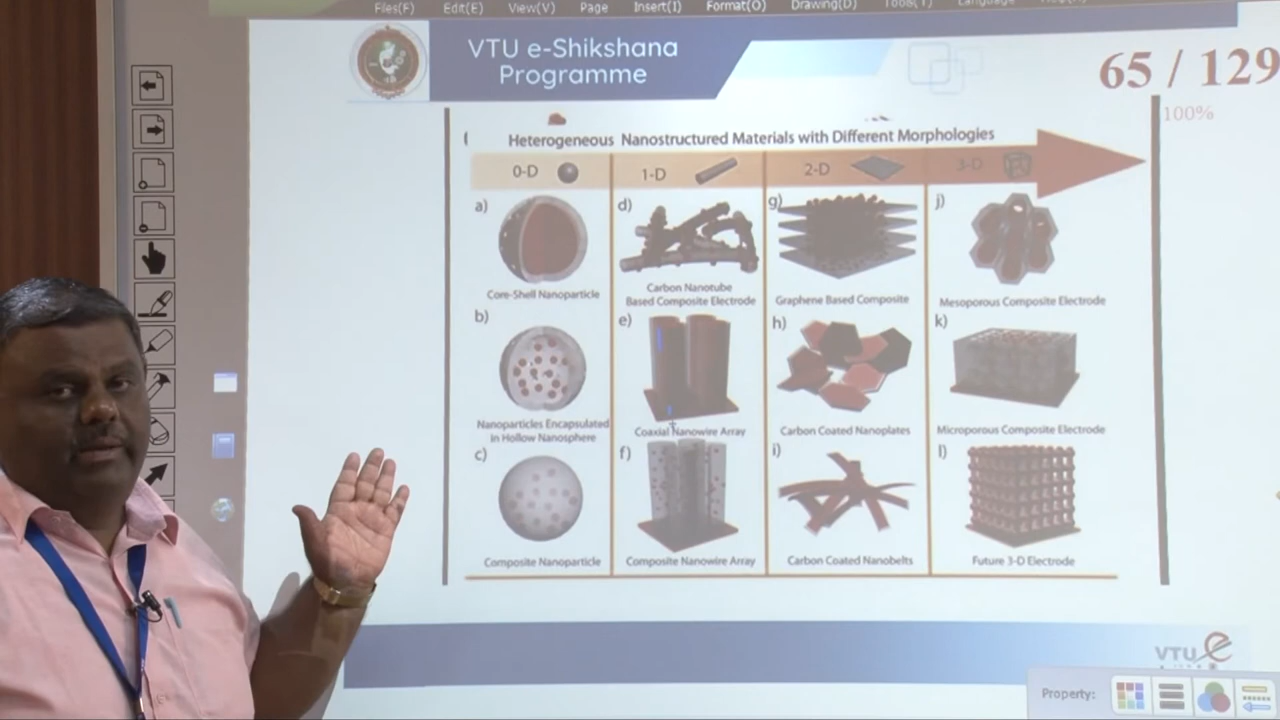 Files(F) Edit(E) View(V) Page Insert(I) Format(O) Drawing(D) Tools(T) Language
VTU e-Shikshana
Programme
65 / 129
100%
Heterogeneous Nanostructured Materials with Different Morphologies
0-D 1-D 2-D 3-D
a) d) g) j)
Core-Shell Nanoparticle
Carbon Nanotube
Based Composite Electrode
Graphene Based Composite
Mesoporous Composite Electrode
b) e) h) k)
Nanoparticles Encapsulated
In Hollow Nanosphere
Coaxial Nanowire Array
Carbon Coated Nanoplates
Microporous Composite Electrode
c) f) i) l)
Composite Nanoparticle
Composite Nanowire Array
Carbon Coated Nanobelts
Future 3-D Electrode
VTU e
Property: